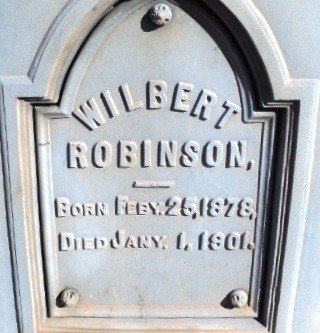 WILBERT
ROBINSON,
BORN FEBY. 25, 1878,
DIED JANY. 1, 1901.